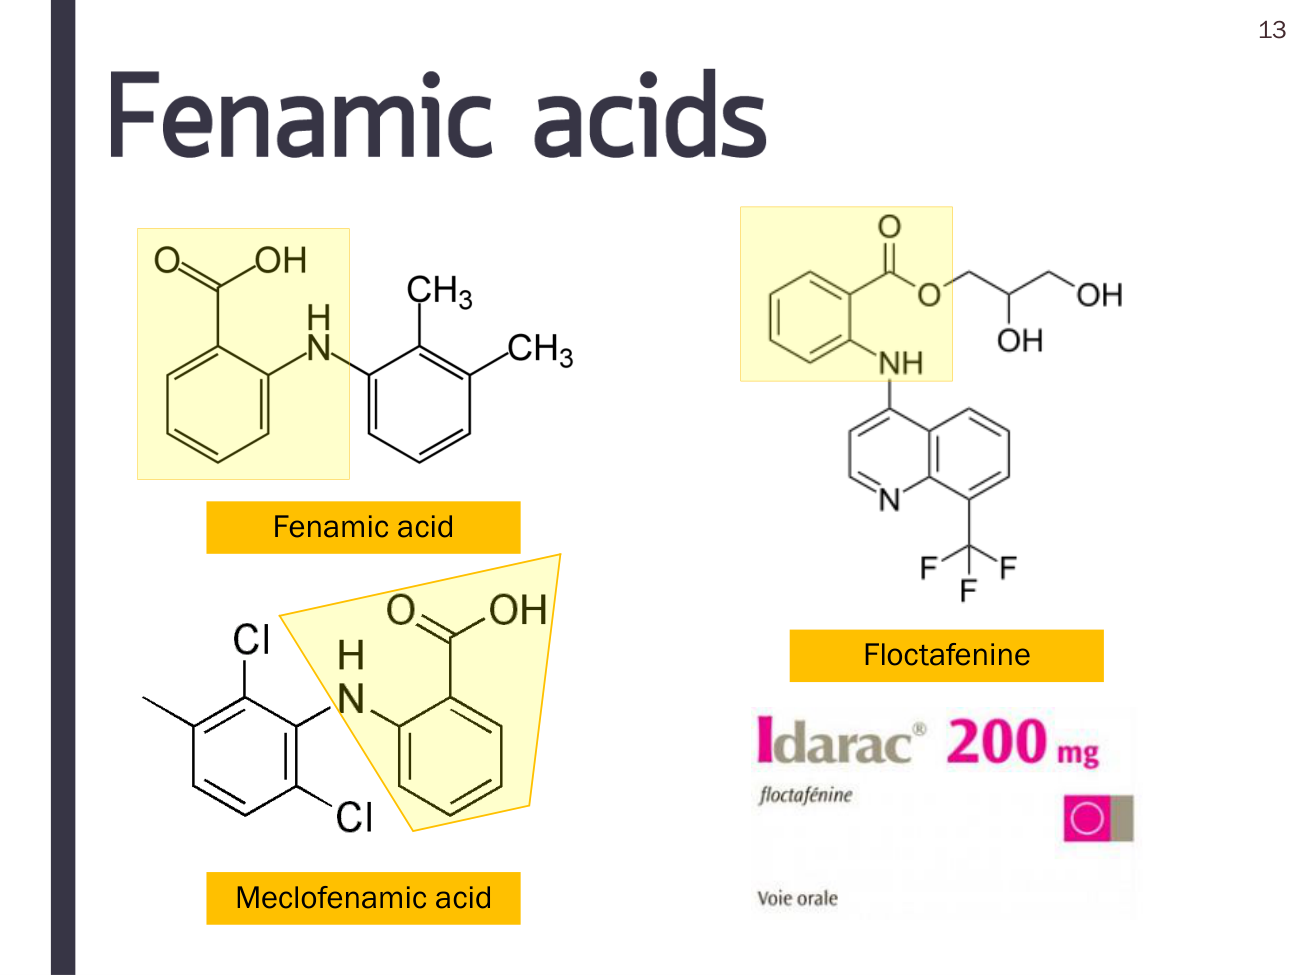 13
Fenamic acids
O OH
H
N
CH3
CH3
Fenamic acid
O OH
H
N
Cl
Cl
Meclofenamic acid
O
O
OH
OH
NH
N
F F
F
Floctafenine
Idarac® 200 mg
floctafénine
Voie orale